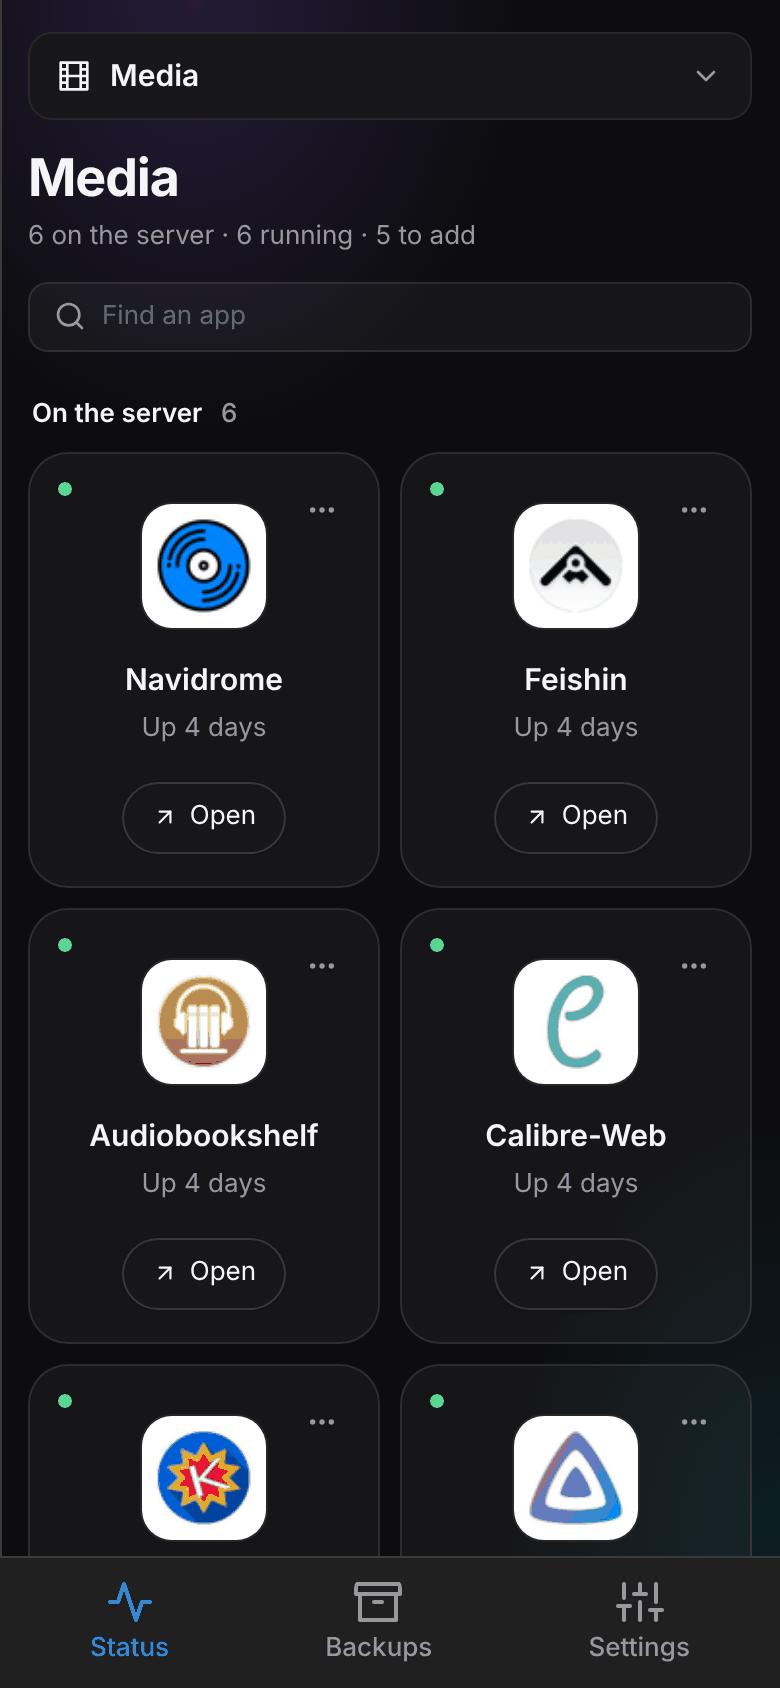 Media
Media
6 on the server · 6 running · 5 to add
Find an app
On the server 6
Navidrome
Up 4 days
Open
Feishin
Up 4 days
Open
Audiobookshelf
Up 4 days
Open
Calibre-Web
Up 4 days
Open
Status
Backups
Settings